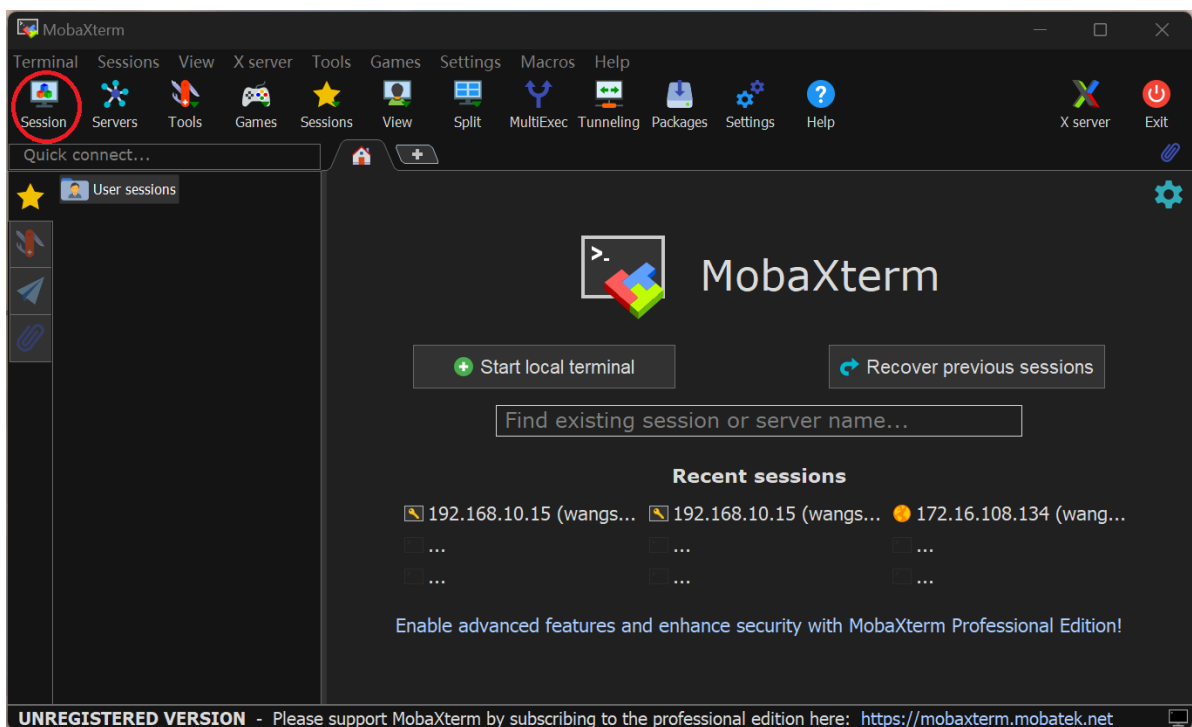 MobaXterm
Terminal Sessions View X server Tools Games Settings Macros Help
Session Servers Tools Games Sessions View Split MultiExec Tunneling Packages Settings Help X server Exit
Quick connect...
User sessions
>_
MobaXterm
Start local terminal Recover previous sessions
Find existing session or server name...
Recent sessions
192.168.10.15 (wangs... 192.168.10.15 (wangs... 172.16.108.134 (wang...
... ... ...
... ... ...
Enable advanced features and enhance security with MobaXterm Professional Edition!
UNREGISTERED VERSION - Please support MobaXterm by subscribing to the professional edition here: https://mobaxterm.mobatek.net